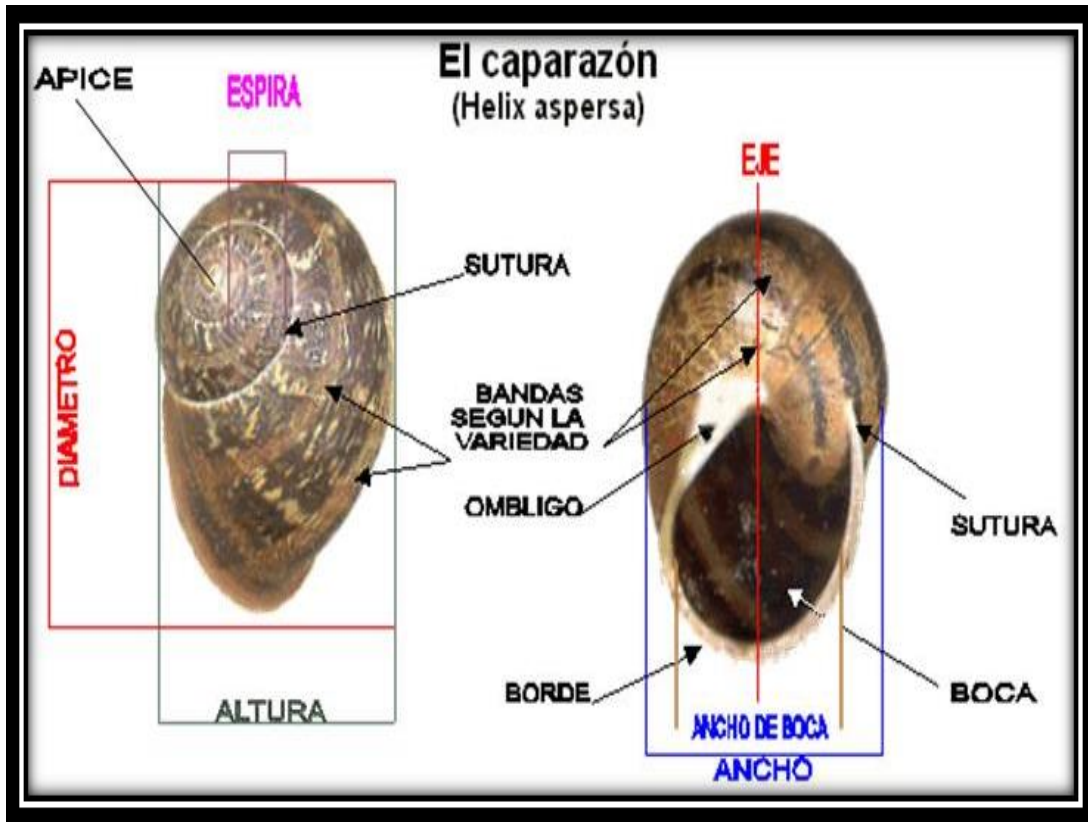 El caparazón
(Helix aspersa)
APICE
ESPIRA
EJE
SUTURA
DIAMETRO
BANDAS
SEGUN LA
VARIEDAD
OMBLIGO
SUTURA
BORDE
BOCA
ALTURA
ANCHO DE BOCA
ANCHO